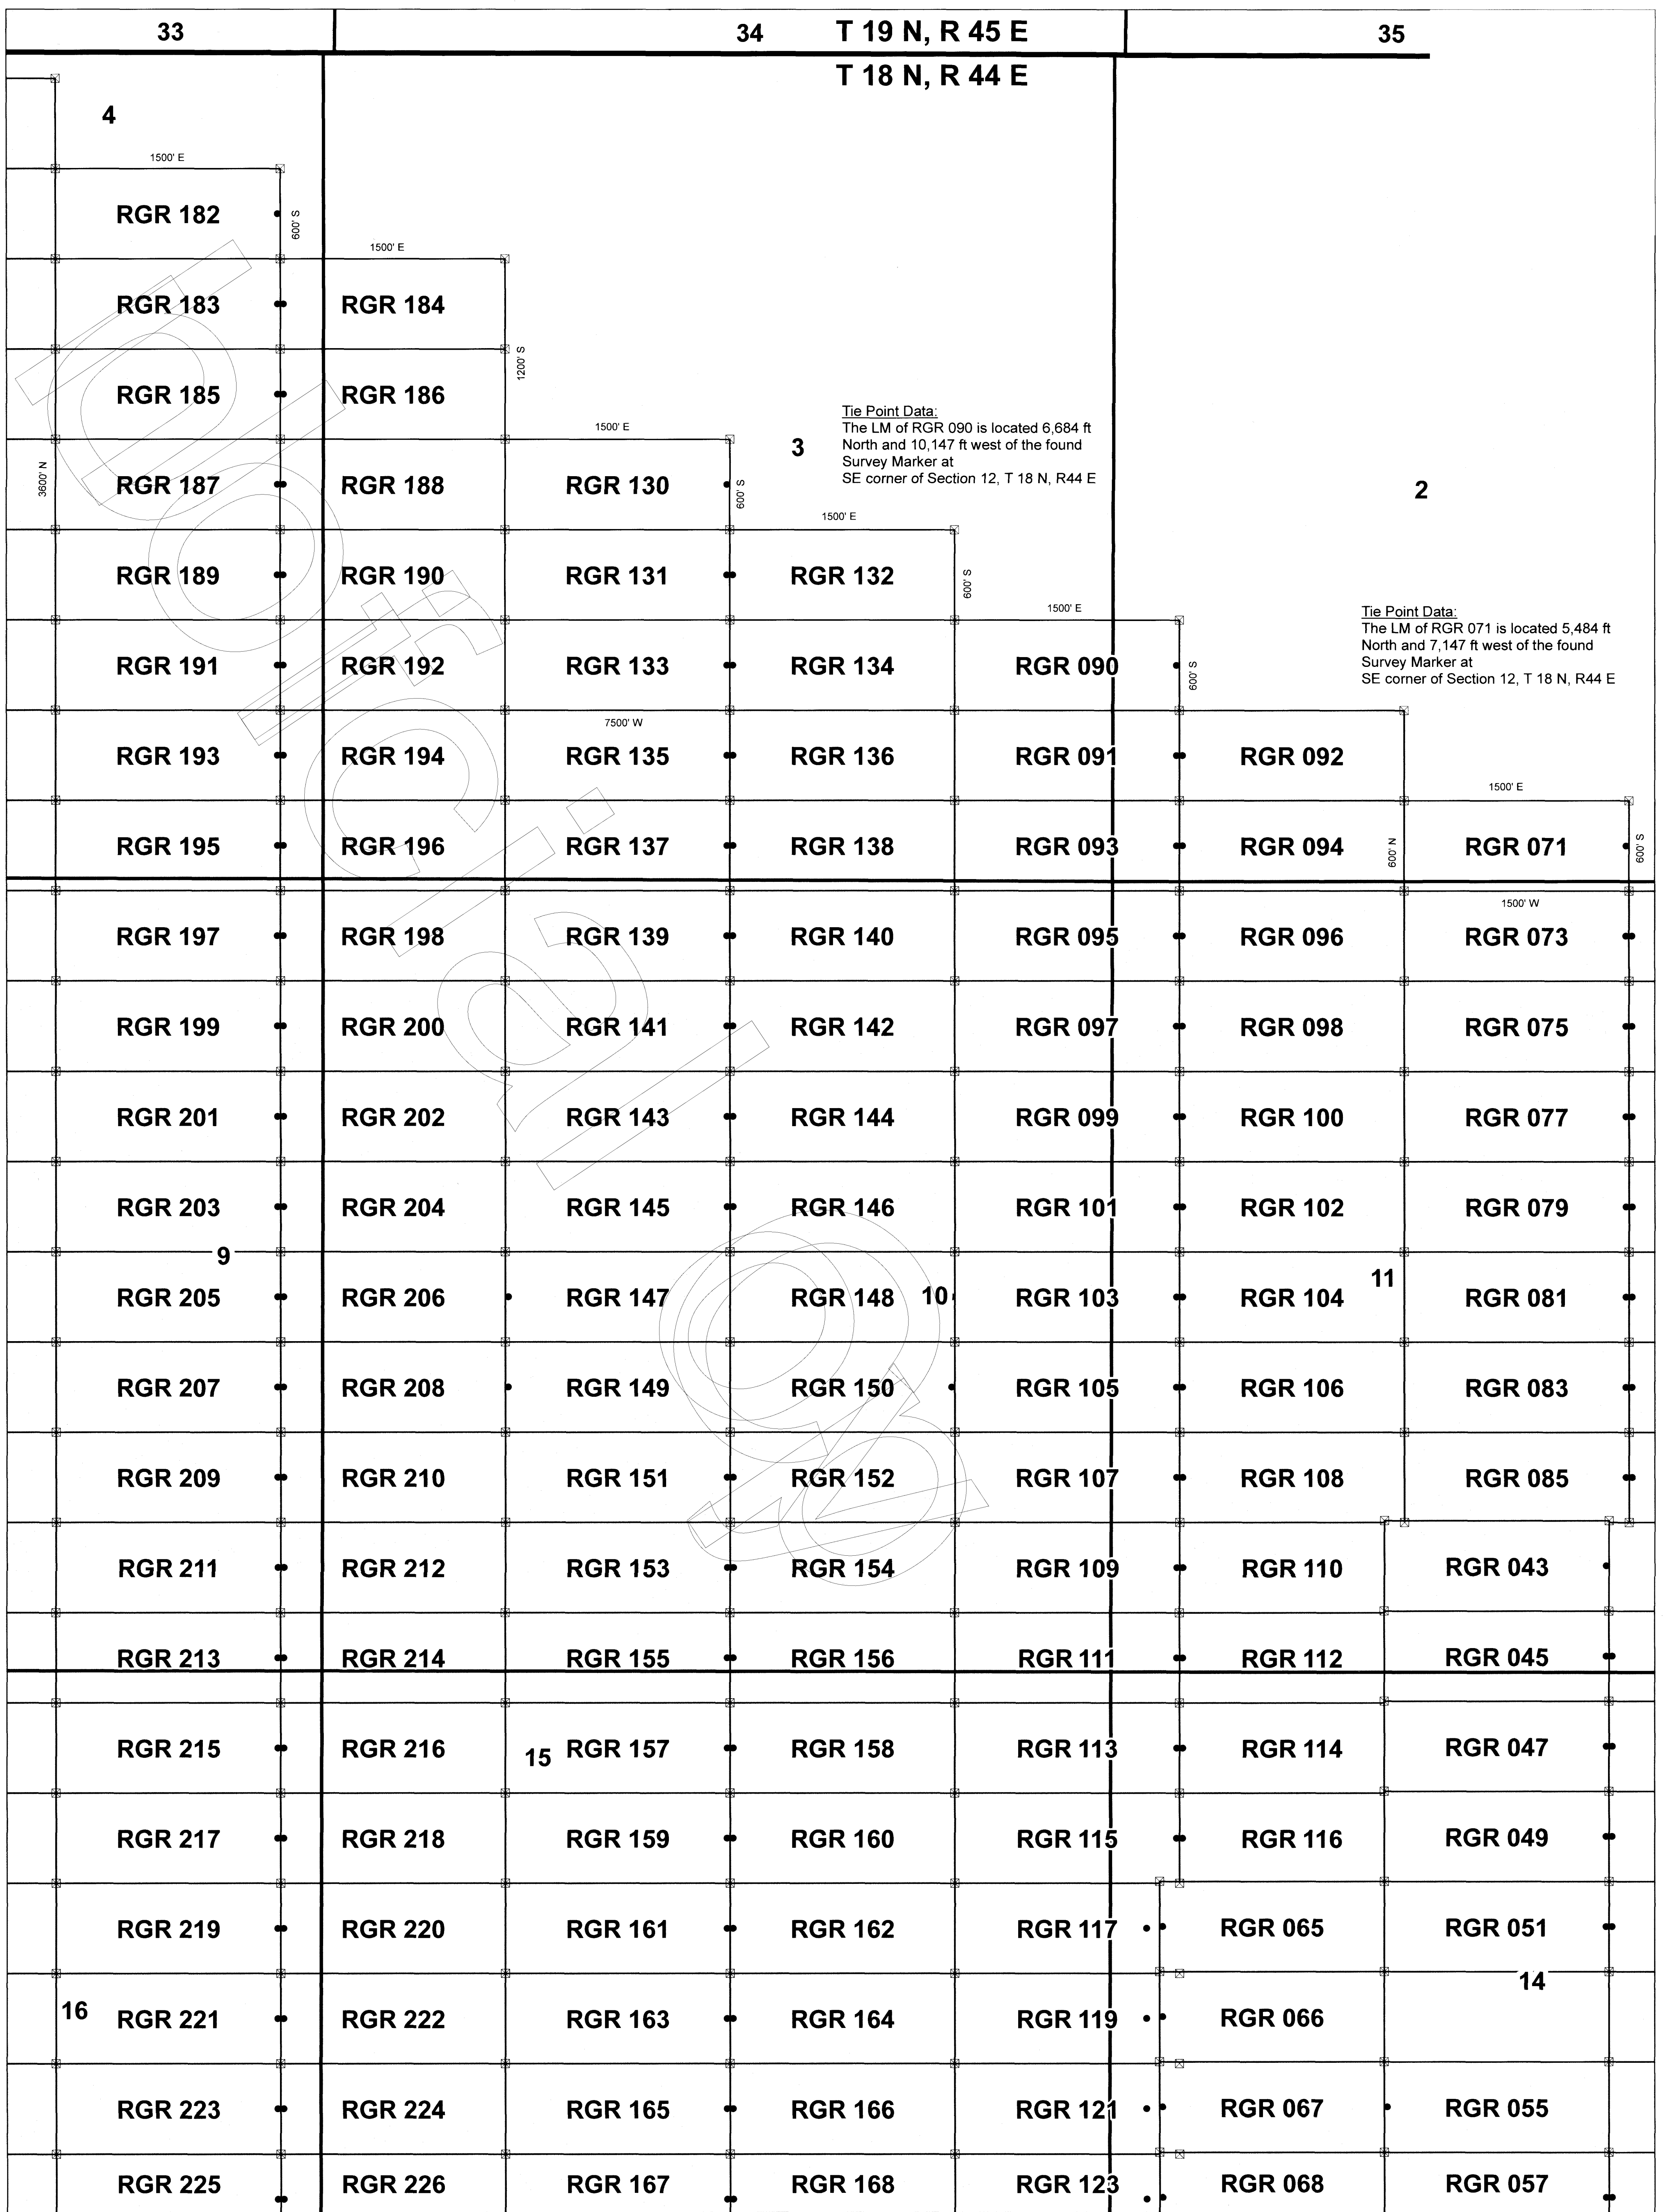 33 34 T 19 N, R 45 E 35
T 18 N, R 44 E
4
1500' E
RGR 182
600' S
1500' E
RGR 183 RGR 184
1200' S
RGR 185 RGR 186
Tie Point Data:
The LM of RGR 090 is located 6,684 ft
North and 10,147 ft west of the found
Survey Marker at
SE corner of Section 12, T 18 N, R44 E
1500' E
3
3600' N
RGR 187 RGR 188 RGR 130
600' S
2
1500' E
RGR 189 RGR 190 RGR 131 RGR 132
600' S
1500' E
Tie Point Data:
The LM of RGR 071 is located 5,484 ft
North and 7,147 ft west of the found
Survey Marker at
SE corner of Section 12, T 18 N, R44 E
RGR 191 RGR 192 RGR 133 RGR 134 RGR 090
600' S
7500' W
RGR 193 RGR 194 RGR 135 RGR 136 RGR 091 RGR 092
1500' E
RGR 195 RGR 196 RGR 137 RGR 138 RGR 093 RGR 094 600' N RGR 071 600' S
1500' W
RGR 197 RGR 198 RGR 139 RGR 140 RGR 095 RGR 096 RGR 073
RGR 199 RGR 200 RGR 141 RGR 142 RGR 097 RGR 098 RGR 075
RGR 201 RGR 202 RGR 143 RGR 144 RGR 099 RGR 100 RGR 077
RGR 203 RGR 204 RGR 145 RGR 146 RGR 101 RGR 102 RGR 079
9
11
RGR 205 RGR 206 RGR 147 RGR 148 10 RGR 103 RGR 104 RGR 081
RGR 207 RGR 208 RGR 149 RGR 150 RGR 105 RGR 106 RGR 083
RGR 209 RGR 210 RGR 151 RGR 152 RGR 107 RGR 108 RGR 085
RGR 211 RGR 212 RGR 153 RGR 154 RGR 109 RGR 110 RGR 043
RGR 213 RGR 214 RGR 155 RGR 156 RGR 111 RGR 112 RGR 045
RGR 215 RGR 216 15 RGR 157 RGR 158 RGR 113 RGR 114 RGR 047
RGR 217 RGR 218 RGR 159 RGR 160 RGR 115 RGR 116 RGR 049
RGR 219 RGR 220 RGR 161 RGR 162 RGR 117 RGR 065 RGR 051
14
16 RGR 221 RGR 222 RGR 163 RGR 164 RGR 119 RGR 066
RGR 223 RGR 224 RGR 165 RGR 166 RGR 121 RGR 067 RGR 055
RGR 225 RGR 226 RGR 167 RGR 168 RGR 123 RGR 068 RGR 057